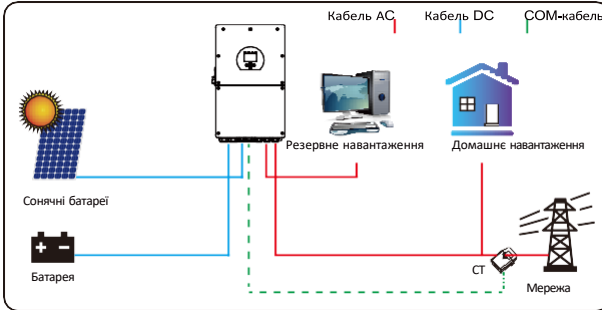 Кабель AC Кабель DC COM-кабель
Резервне навантаження Домашнє навантаження
Сонячні батареї
Батарея
CT
Мережа